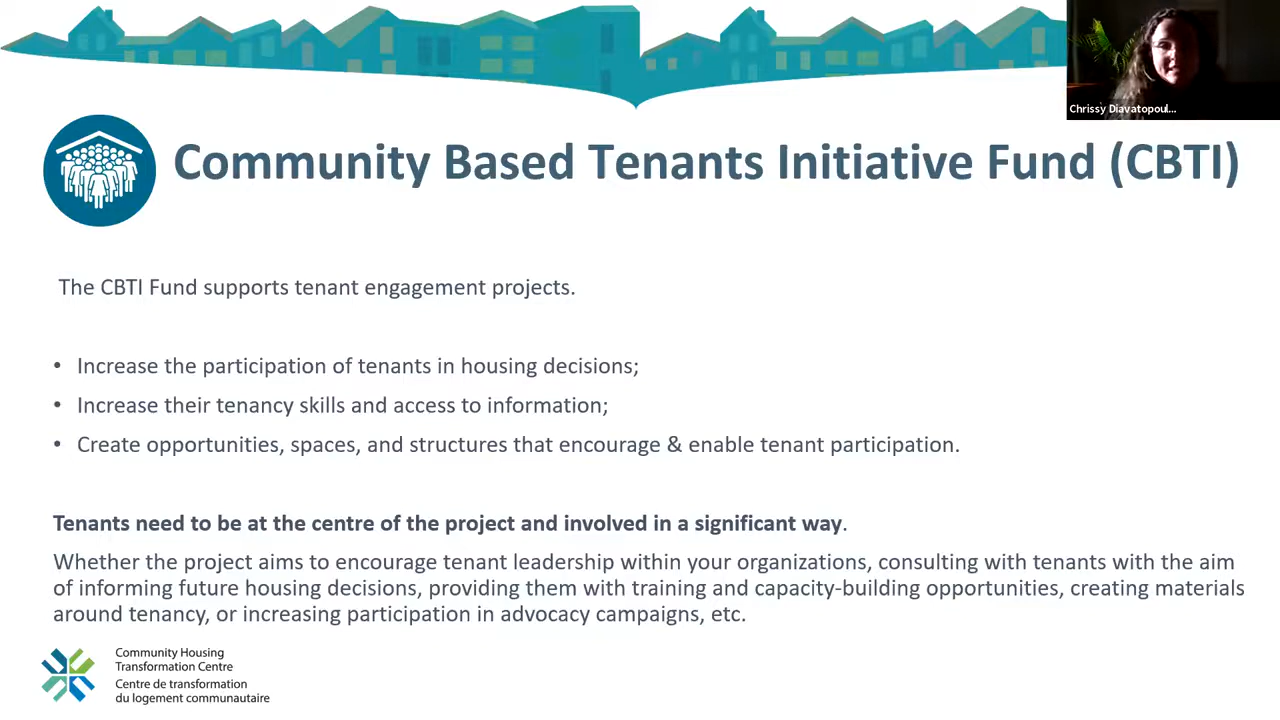 Chrissy Diavatopoul...
Community Based Tenants Initiative Fund (CBTI)
The CBTI Fund supports tenant engagement projects.
• Increase the participation of tenants in housing decisions;
• Increase their tenancy skills and access to information;
• Create opportunities, spaces, and structures that encourage & enable tenant participation.
Tenants need to be at the centre of the project and involved in a significant way.
Whether the project aims to encourage tenant leadership within your organizations, consulting with tenants with the aim
of informing future housing decisions, providing them with training and capacity-building opportunities, creating materials
around tenancy, or increasing participation in advocacy campaigns, etc.
Community Housing
Transformation Centre
Centre de transformation
du logement communautaire